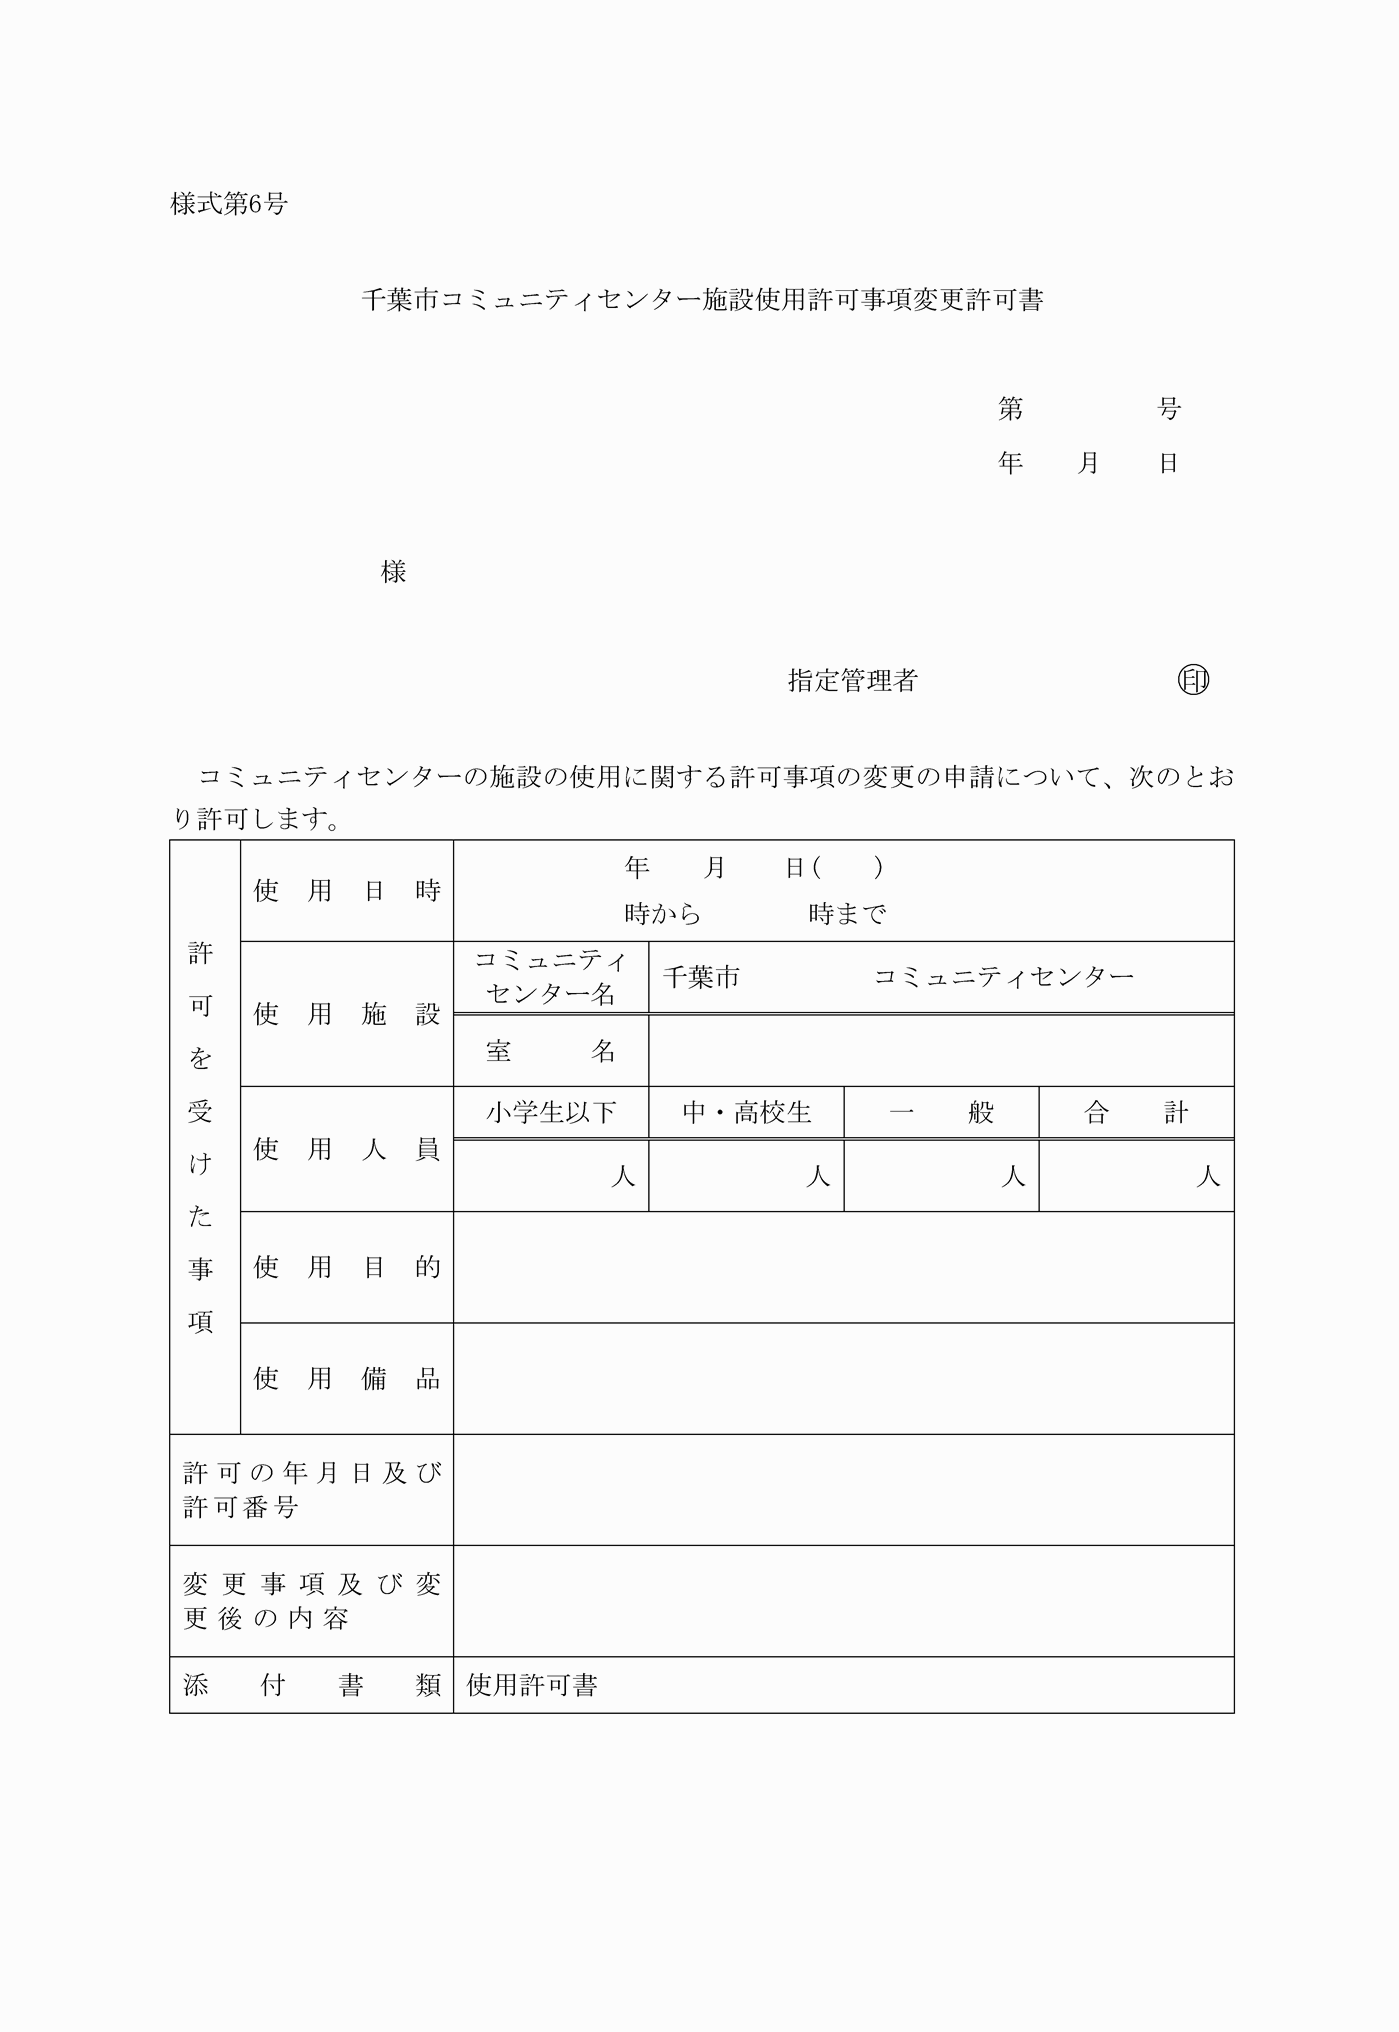 様式第6号
千葉市コミュニティセンター施設使用許可事項変更許可書
第　　　　　号
年　　月　　日
様
指定管理者　　　　　　　　　　㊞
コミュニティセンターの施設の使用に関する許可事項の変更の申請について、次のとお
り許可します。
許可を受けた事項
使用日時
年　　月　　日(　　)
時から　　　　時まで
使用施設
コミュニティ
センター名
千葉市　　　　　コミュニティセンター
室　　　名
使用人員
小学生以下　中・高校生　一　　般　合　　計
人　人　人　人
使用目的
使用備品
許可の年月日及び
許可番号
変更事項及び変
更後の内容
添付書類　使用許可書